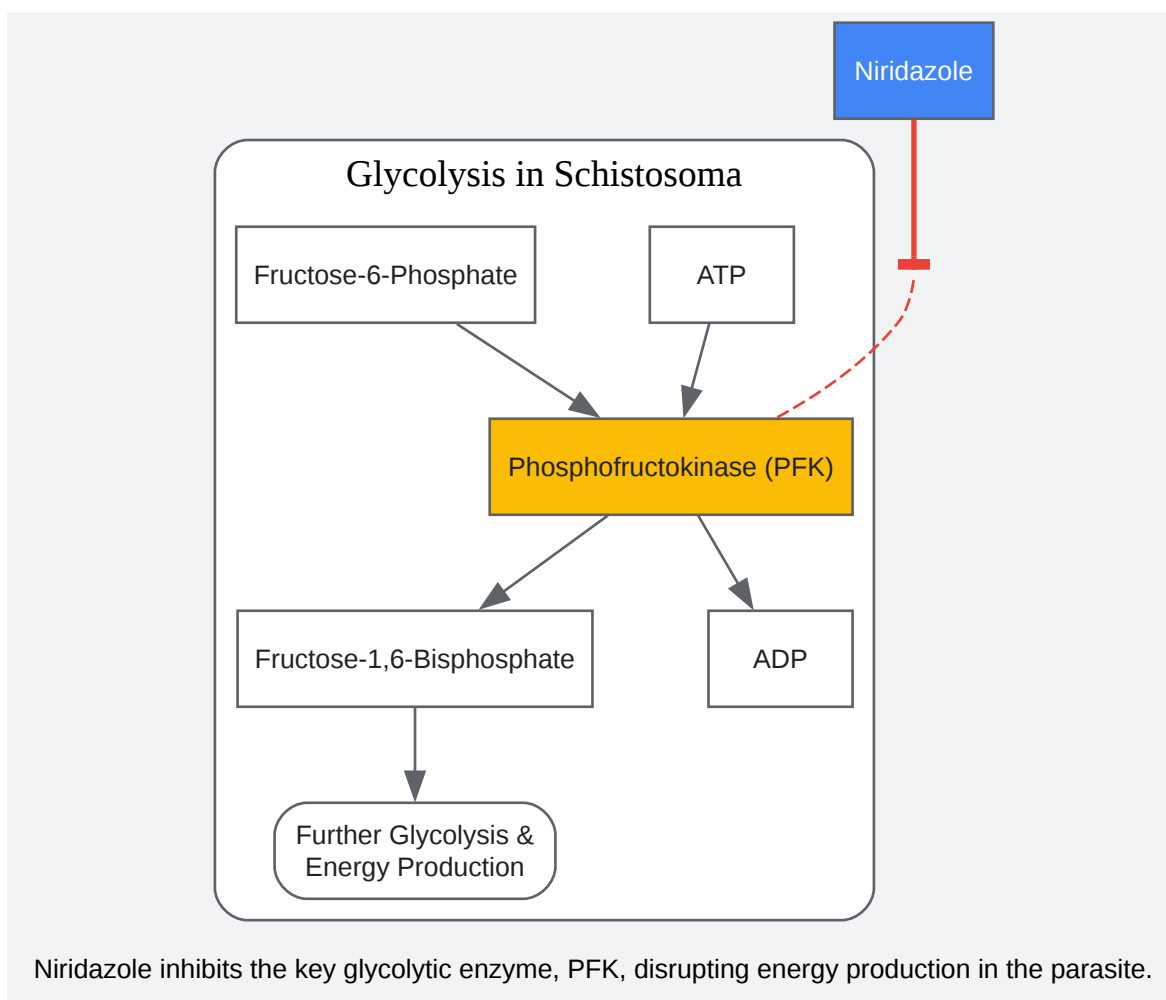 Niridazole
Glycolysis in Schistosoma
Fructose-6-Phosphate
ATP
Phosphofructokinase (PFK)
Fructose-1,6-Bisphosphate
ADP
Further Glycolysis &
Energy Production
Niridazole inhibits the key glycolytic enzyme, PFK, disrupting energy production in the parasite.